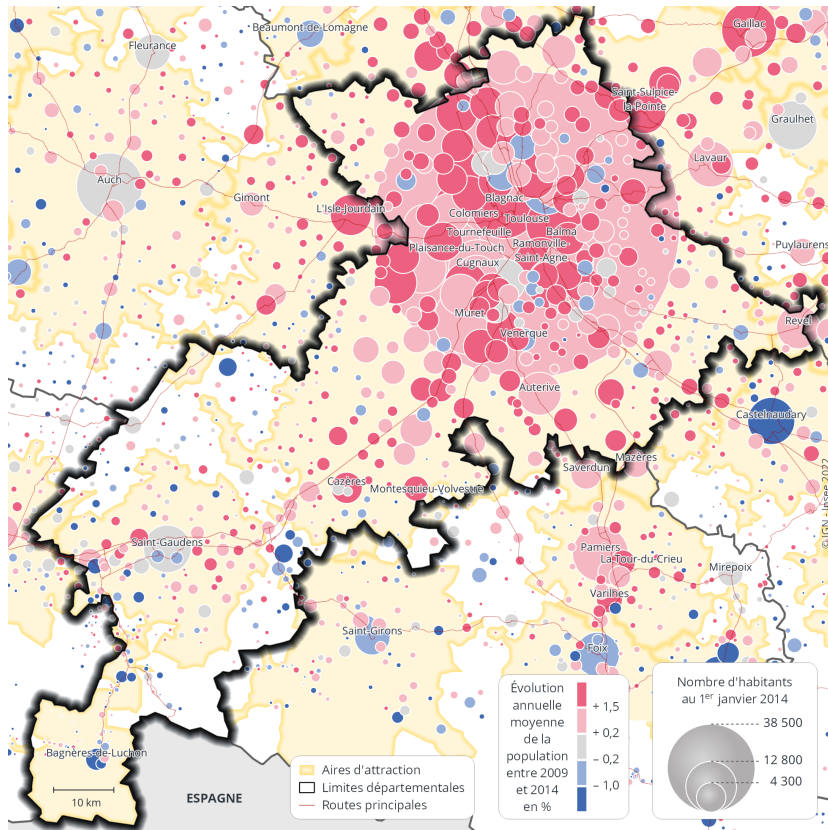 Beaumont-de-Lomagne
Gaillac
Fleurance
Saint-Sulpice-
la-Pointe
Graulhet
Lavaur
Auch
Gimont
L'Isle-Jourdain
Blagnac
Colomiers
Toulouse
Tournefeuille
Balma
Plaisance-du-Touch
Ramonville-
Saint-Agne
Cugnaux
Puylaurens
Muret
Revel
Venerque
Auterive
Castelnaudary
Mazères
Saverdun
Cazères
Montesquieu-Volvestre
© IGN - Insee 2022
Saint-Gaudens
Pamiers
La Tour-du-Crieu
Mirepoix
Varilhes
Saint-Girons
Foix
Bagnères-de-Luchon
10 km
ESPAGNE
Aires d'attraction
Limites départementales
Routes principales
Évolution
annuelle
moyenne
de la
population
entre 2009
et 2014
en %
+ 1,5
+ 0,2
– 0,2
– 1,0
Nombre d'habitants
au 1er janvier 2014
38 500
12 800
4 300